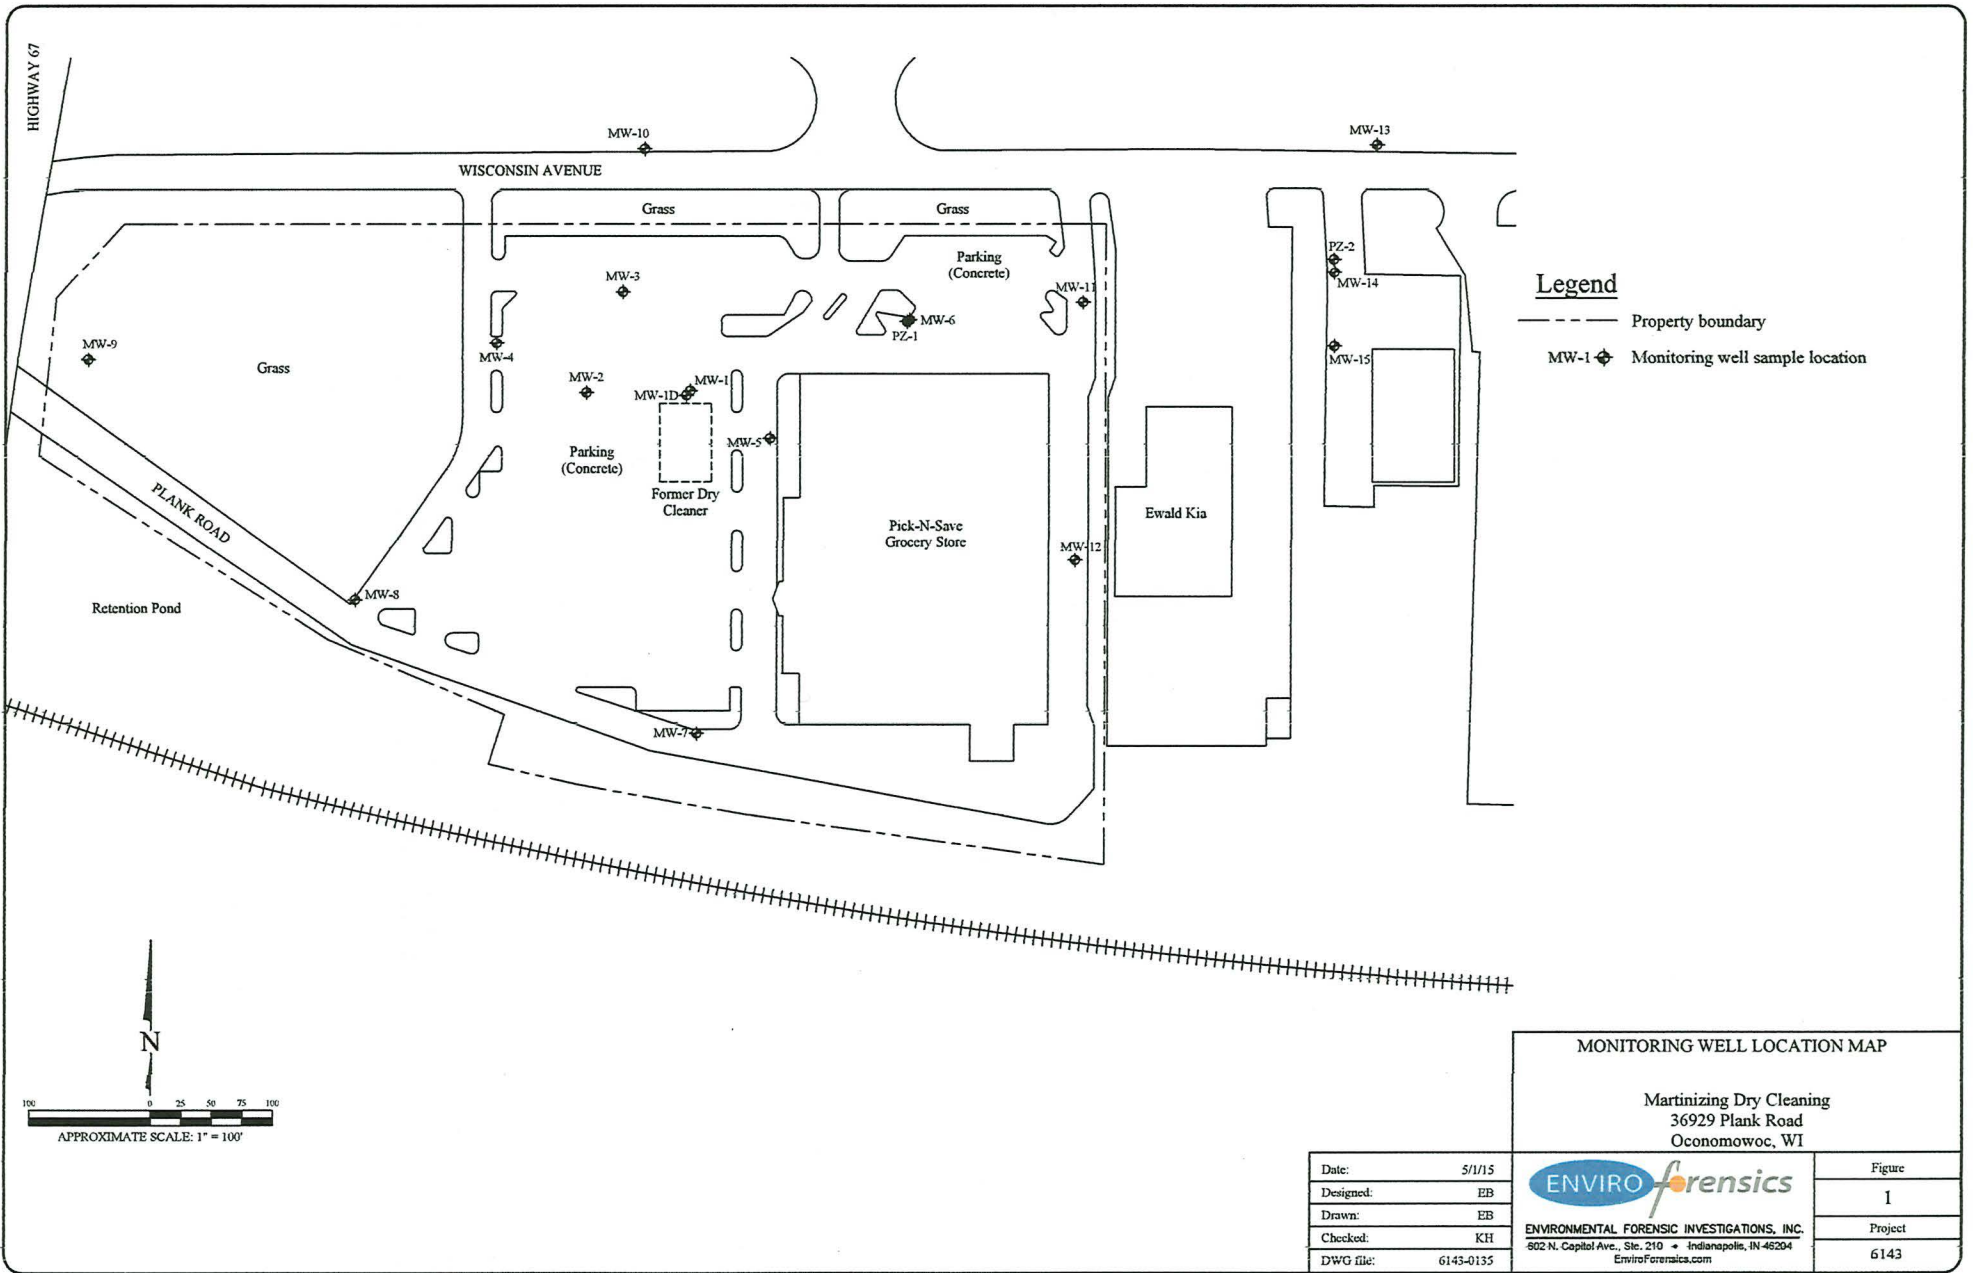 HIGHWAY 67
MW-10
MW-13
WISCONSIN AVENUE
Grass
Grass
Parking
(Concrete)
PZ-2
MW-14
MW-3
MW-11
MW-6
PZ-1
MW-9
MW-4
MW-15
Grass
MW-2
MW-1
MW-1D
MW-5
Parking
(Concrete)
Former Dry
Cleaner
PLANK ROAD
Pick-N-Save
Grocery Store
Ewald Kia
MW-12
MW-8
Retention Pond
MW-7
Legend
Property boundary
MW-1 Monitoring well sample location
N
100 0 25 50 75 100
APPROXIMATE SCALE: 1" = 100'
MONITORING WELL LOCATION MAP
Martinizing Dry Cleaning
36929 Plank Road
Oconomowoc, WI
Date: 5/1/15
Designed: EB
Drawn: EB
Checked: KH
DWG file: 6143-0135
ENVIRO forensics
ENVIRONMENTAL FORENSIC INVESTIGATIONS, INC.
602 N. Capitol Ave., Ste. 210 • Indianapolis, IN 46204
EnviroForensics.com
Figure
1
Project
6143